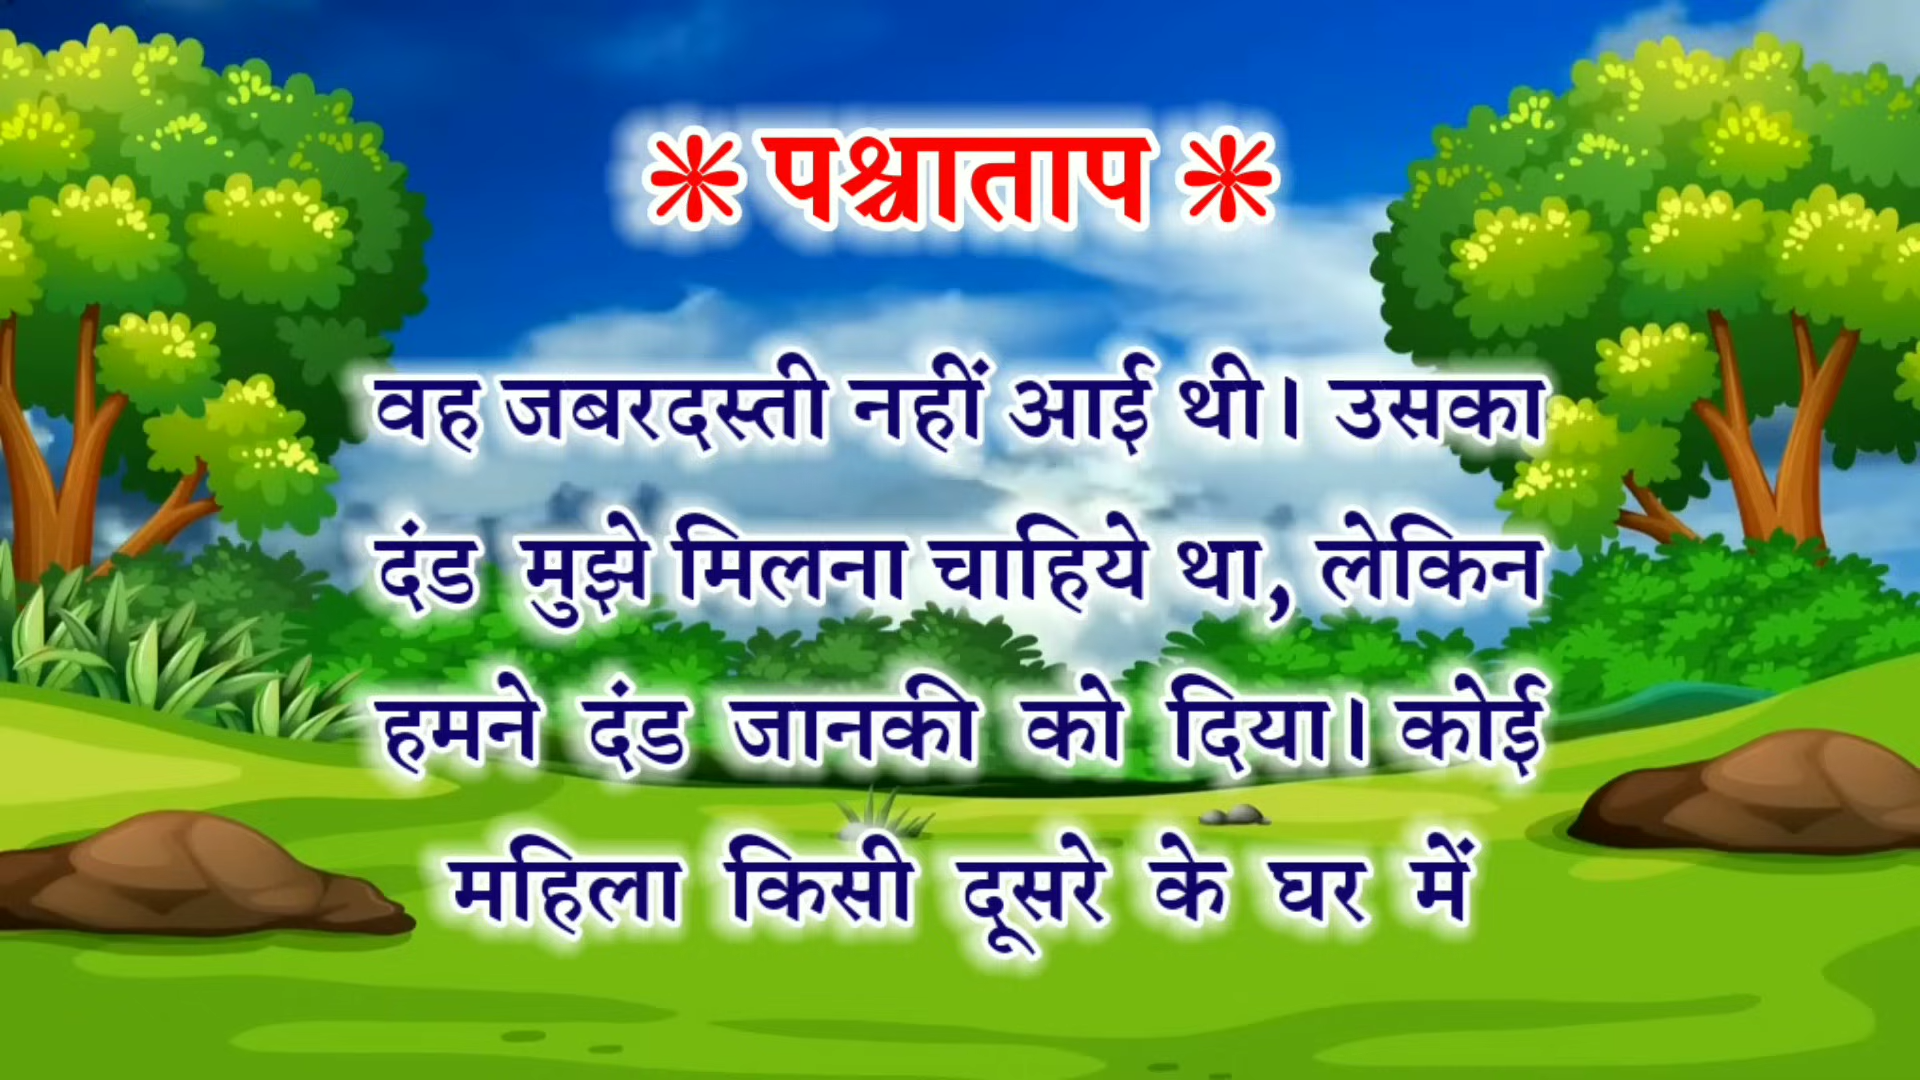 ❊ पश्चाताप ❊
वह जबरदस्ती नहीं आई थी। उसका
दंड मुझे मिलना चाहिये था, लेकिन
हमने दंड जानकी को दिया। कोई
महिला किसी दूसरे के घर में